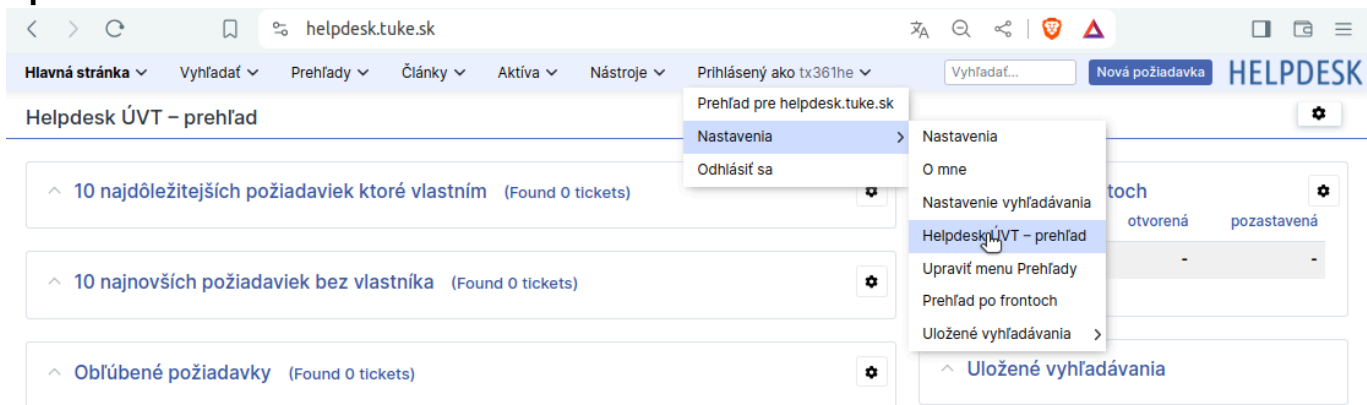 helpdesk.tuke.sk
Hlavná stránka Vyhľadať Prehľady Články Aktíva Nástroje Prihlásený ako tx361he Vyhľadať... Nová požiadavka HELPDESK
Prehľad pre helpdesk.tuke.sk
Helpdesk ÚVT – prehľad
Nastavenia
Odhlásiť sa
Nastavenia
O mne
Nastavenie vyhľadávania
Helpdesk ÚVT – prehľad
Upraviť menu Prehľady
Prehľad po frontoch
Uložené vyhľadávania
10 najdôležitejších požiadaviek ktoré vlastním (Found 0 tickets)
toch
otvorená pozastavená
- -
10 najnovších požiadaviek bez vlastníka (Found 0 tickets)
Obľúbené požiadavky (Found 0 tickets)
Uložené vyhľadávania